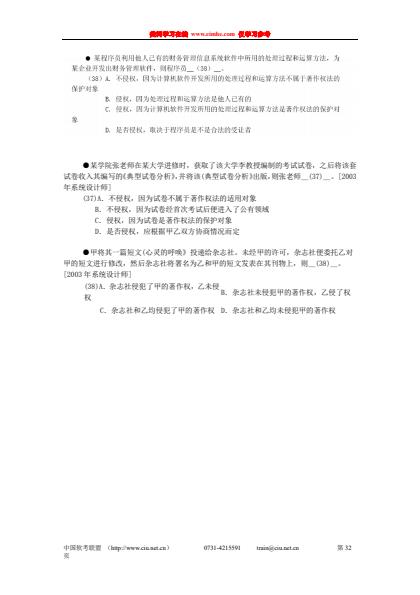 侯捷学习在线 www.cimhe.com 仅学习参考
● 某程序员利用他人已有的财务管理信息系统软件中所用的处理过程和运算方法，为
某企业开发出财务管理软件，则程序员__（38）__。
（38）A. 不侵权，因为计算机软件开发所用的处理过程和运算方法不属于著作权法的
保护对象
B. 侵权，因为处理过程和运算方法是他人已有的
C. 侵权，因为计算机软件开发所用的处理过程和运算方法是著作权法的保护对
象
D. 是否侵权，取决于程序员是不是合法的受让者
●某学院张老师在某大学进修时，获取了该大学李教授编制的考试试卷，之后将该套
试卷收入其编写的《典型试卷分析》，并将该《典型试卷分析》出版，则张老师__(37)__。[2003
年系统设计师]
(37)A．不侵权，因为试卷不属于著作权法的适用对象
B．不侵权，因为试卷经首次考试后便进入了公有领域
C．侵权，因为试卷是著作权法的保护对象
D．是否侵权，应根据甲乙双方协商情况而定
●甲将其一篇短文(心灵的呼唤》投递给杂志社。未经甲的许可，杂志社便委托乙对
甲的短文进行修改，然后杂志社将署名为乙和甲的短文发表在其刊物上，则__(38)__。
[2003 年系统设计师]
(38)A．杂志社侵犯了甲的著作权，乙未侵
权
B．杂志社未侵犯甲的著作权，乙侵了权
C．杂志社和乙均侵犯了甲的著作权 D．杂志社和乙均未侵犯甲的著作权
中国软考联盟 （http://www.ciu.net.cn） 0731-4215591 train@ciu.net.cn 第 32
页